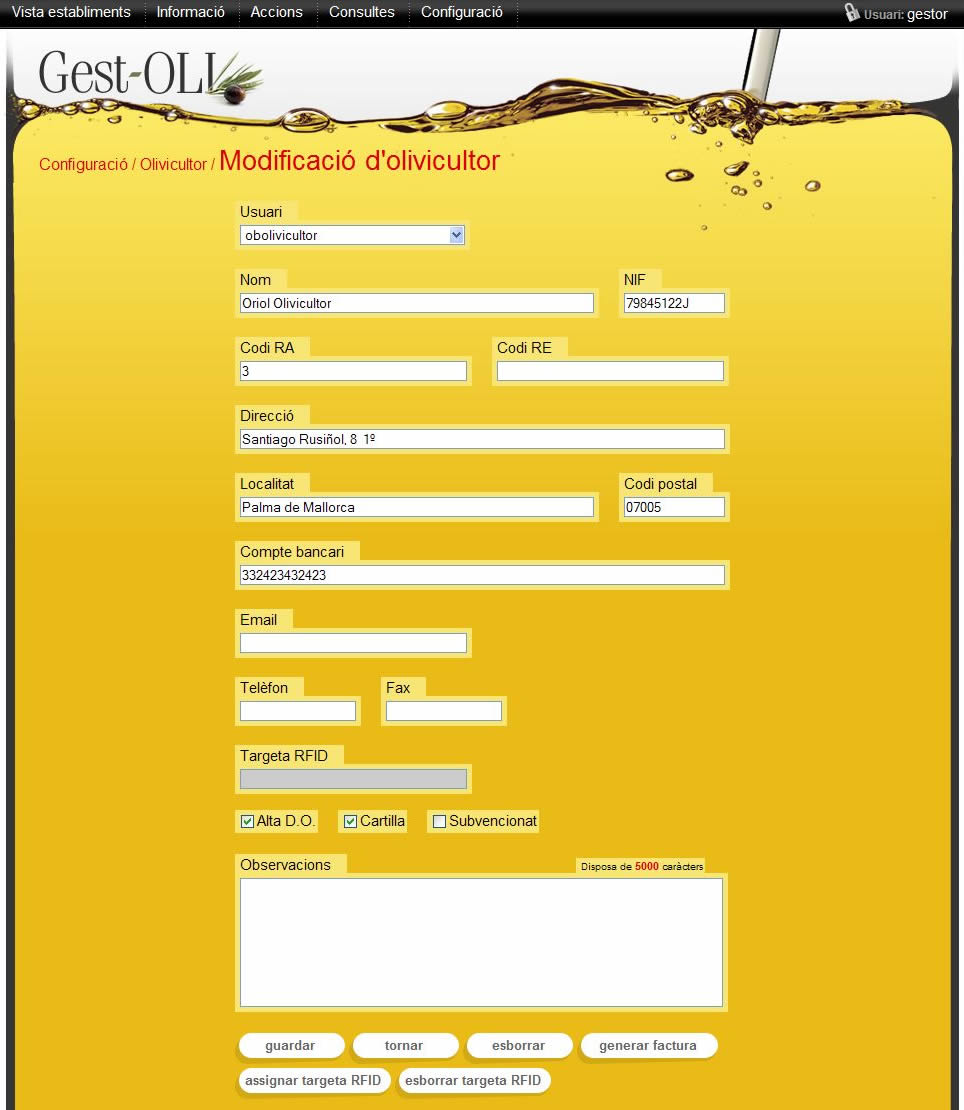 Vista establiments Informació Accions Consultes Configuració Usuari: gestor
Gest-OLI
Configuració / Olivicultor / Modificació d'olivicultor
Usuari
obolivicultor
Nom NIF
Oriol Olivicultor 79845122J
Codi RA Codi RE
3
Direcció
Santiago Rusiñol, 8 1º
Localitat Codi postal
Palma de Mallorca 07005
Compte bancari
332423432423
Email
Telèfon Fax
Targeta RFID
Alta D.O. Cartilla Subvencionat
Observacions Disposa de 5000 caràcters
guardar tornar esborrar generar factura
assignar targeta RFID esborrar targeta RFID